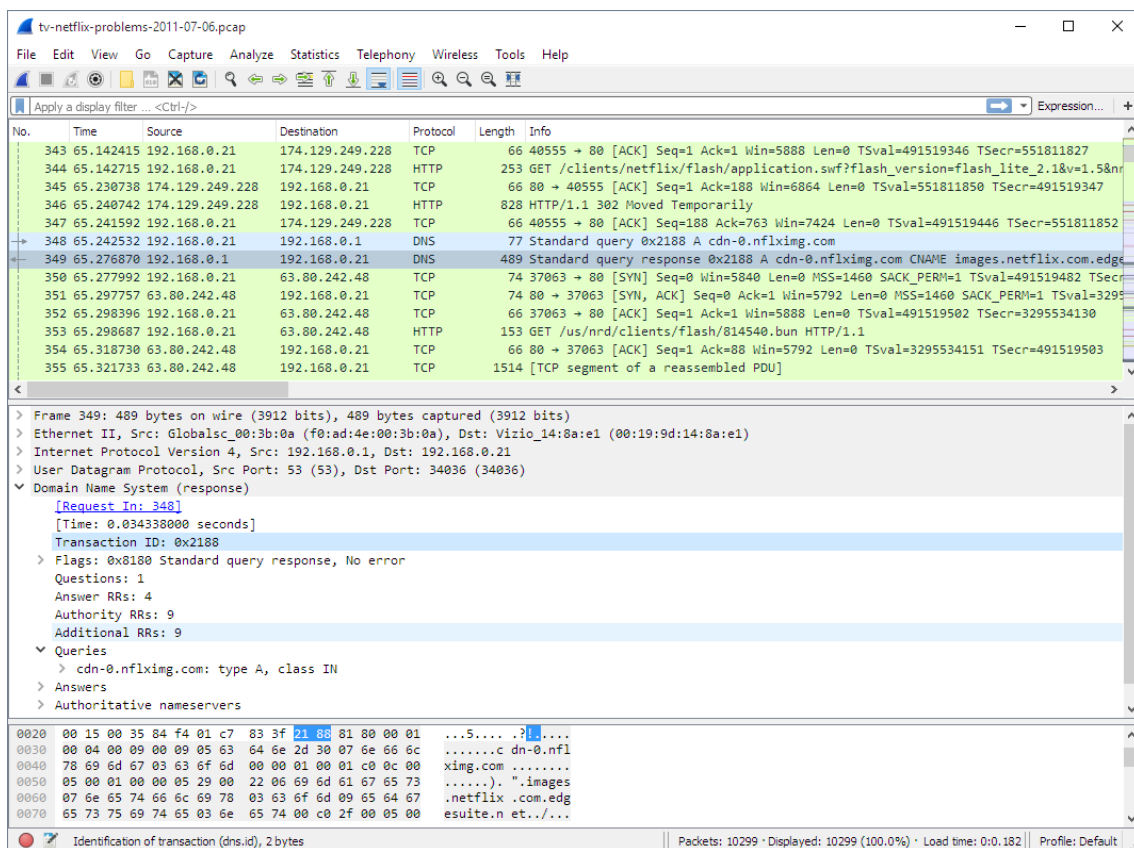 tv-netflix-problems-2011-07-06.pcap
File Edit View Go Capture Analyze Statistics Telephony Wireless Tools Help
Apply a display filter ... <Ctrl-/> Expression... +
No. Time Source Destination Protocol Length Info
343 65.142415 192.168.0.21 174.129.249.228 TCP 66 40555 → 80 [ACK] Seq=1 Ack=1 Win=5888 Len=0 TSval=491519346 TSecr=551811827
344 65.142715 192.168.0.21 174.129.249.228 HTTP 253 GET /clients/netflix/flash/application.swf?flash_version=flash_lite_2.1&v=1.5&nr
345 65.230738 174.129.249.228 192.168.0.21 TCP 66 80 → 40555 [ACK] Seq=1 Ack=188 Win=6864 Len=0 TSval=551811850 TSecr=491519347
346 65.240742 174.129.249.228 192.168.0.21 HTTP 828 HTTP/1.1 302 Moved Temporarily
347 65.241592 192.168.0.21 174.129.249.228 TCP 66 40555 → 80 [ACK] Seq=188 Ack=763 Win=7424 Len=0 TSval=491519446 TSecr=551811852
348 65.242532 192.168.0.21 192.168.0.1 DNS 77 Standard query 0x2188 A cdn-0.nflximg.com
349 65.276870 192.168.0.1 192.168.0.21 DNS 489 Standard query response 0x2188 A cdn-0.nflximg.com CNAME images.netflix.com.edge
350 65.277992 192.168.0.21 63.80.242.48 TCP 74 37063 → 80 [SYN] Seq=0 Win=5840 Len=0 MSS=1460 SACK_PERM=1 TSval=491519482 TSecr
351 65.297757 63.80.242.48 192.168.0.21 TCP 74 80 → 37063 [SYN, ACK] Seq=0 Ack=1 Win=5792 Len=0 MSS=1460 SACK_PERM=1 TSval=3295
352 65.298396 192.168.0.21 63.80.242.48 TCP 66 37063 → 80 [ACK] Seq=1 Ack=1 Win=5888 Len=0 TSval=491519502 TSecr=3295534130
353 65.298687 192.168.0.21 63.80.242.48 HTTP 153 GET /us/nrd/clients/flash/814540.bun HTTP/1.1
354 65.318730 63.80.242.48 192.168.0.21 TCP 66 80 → 37063 [ACK] Seq=1 Ack=88 Win=5792 Len=0 TSval=3295534151 TSecr=491519503
355 65.321733 63.80.242.48 192.168.0.21 TCP 1514 [TCP segment of a reassembled PDU]
> Frame 349: 489 bytes on wire (3912 bits), 489 bytes captured (3912 bits)
> Ethernet II, Src: Globalsc_00:3b:0a (f0:ad:4e:00:3b:0a), Dst: Vizio_14:8a:e1 (00:19:9d:14:8a:e1)
> Internet Protocol Version 4, Src: 192.168.0.1, Dst: 192.168.0.21
> User Datagram Protocol, Src Port: 53 (53), Dst Port: 34036 (34036)
Domain Name System (response)
[Request In: 348]
[Time: 0.034338000 seconds]
Transaction ID: 0x2188
> Flags: 0x8180 Standard query response, No error
Questions: 1
Answer RRs: 4
Authority RRs: 9
Additional RRs: 9
Queries
> cdn-0.nflximg.com: type A, class IN
> Answers
> Authoritative nameservers
0020 00 15 00 35 84 f4 01 c7 83 3f 21 88 81 80 00 01 ...5.... .?!.....
0030 00 04 00 09 00 09 05 63 64 6e 2d 30 07 6e 66 6c .......c dn-0.nfl
0040 78 69 6d 67 03 63 6f 6d 00 00 01 00 01 c0 0c 00 ximg.com ........
0050 05 00 01 00 00 05 29 00 22 06 69 6d 61 67 65 73 ......). ".images
0060 07 6e 65 74 66 6c 69 78 03 63 6f 6d 09 65 64 67 .netflix .com.edg
0070 65 73 75 69 74 65 03 6e 65 74 00 c0 2f 00 05 00 esuite.n et../...
Identification of transaction (dns.id), 2 bytes Packets: 10299 · Displayed: 10299 (100.0%) · Load time: 0:0.182 Profile: Default